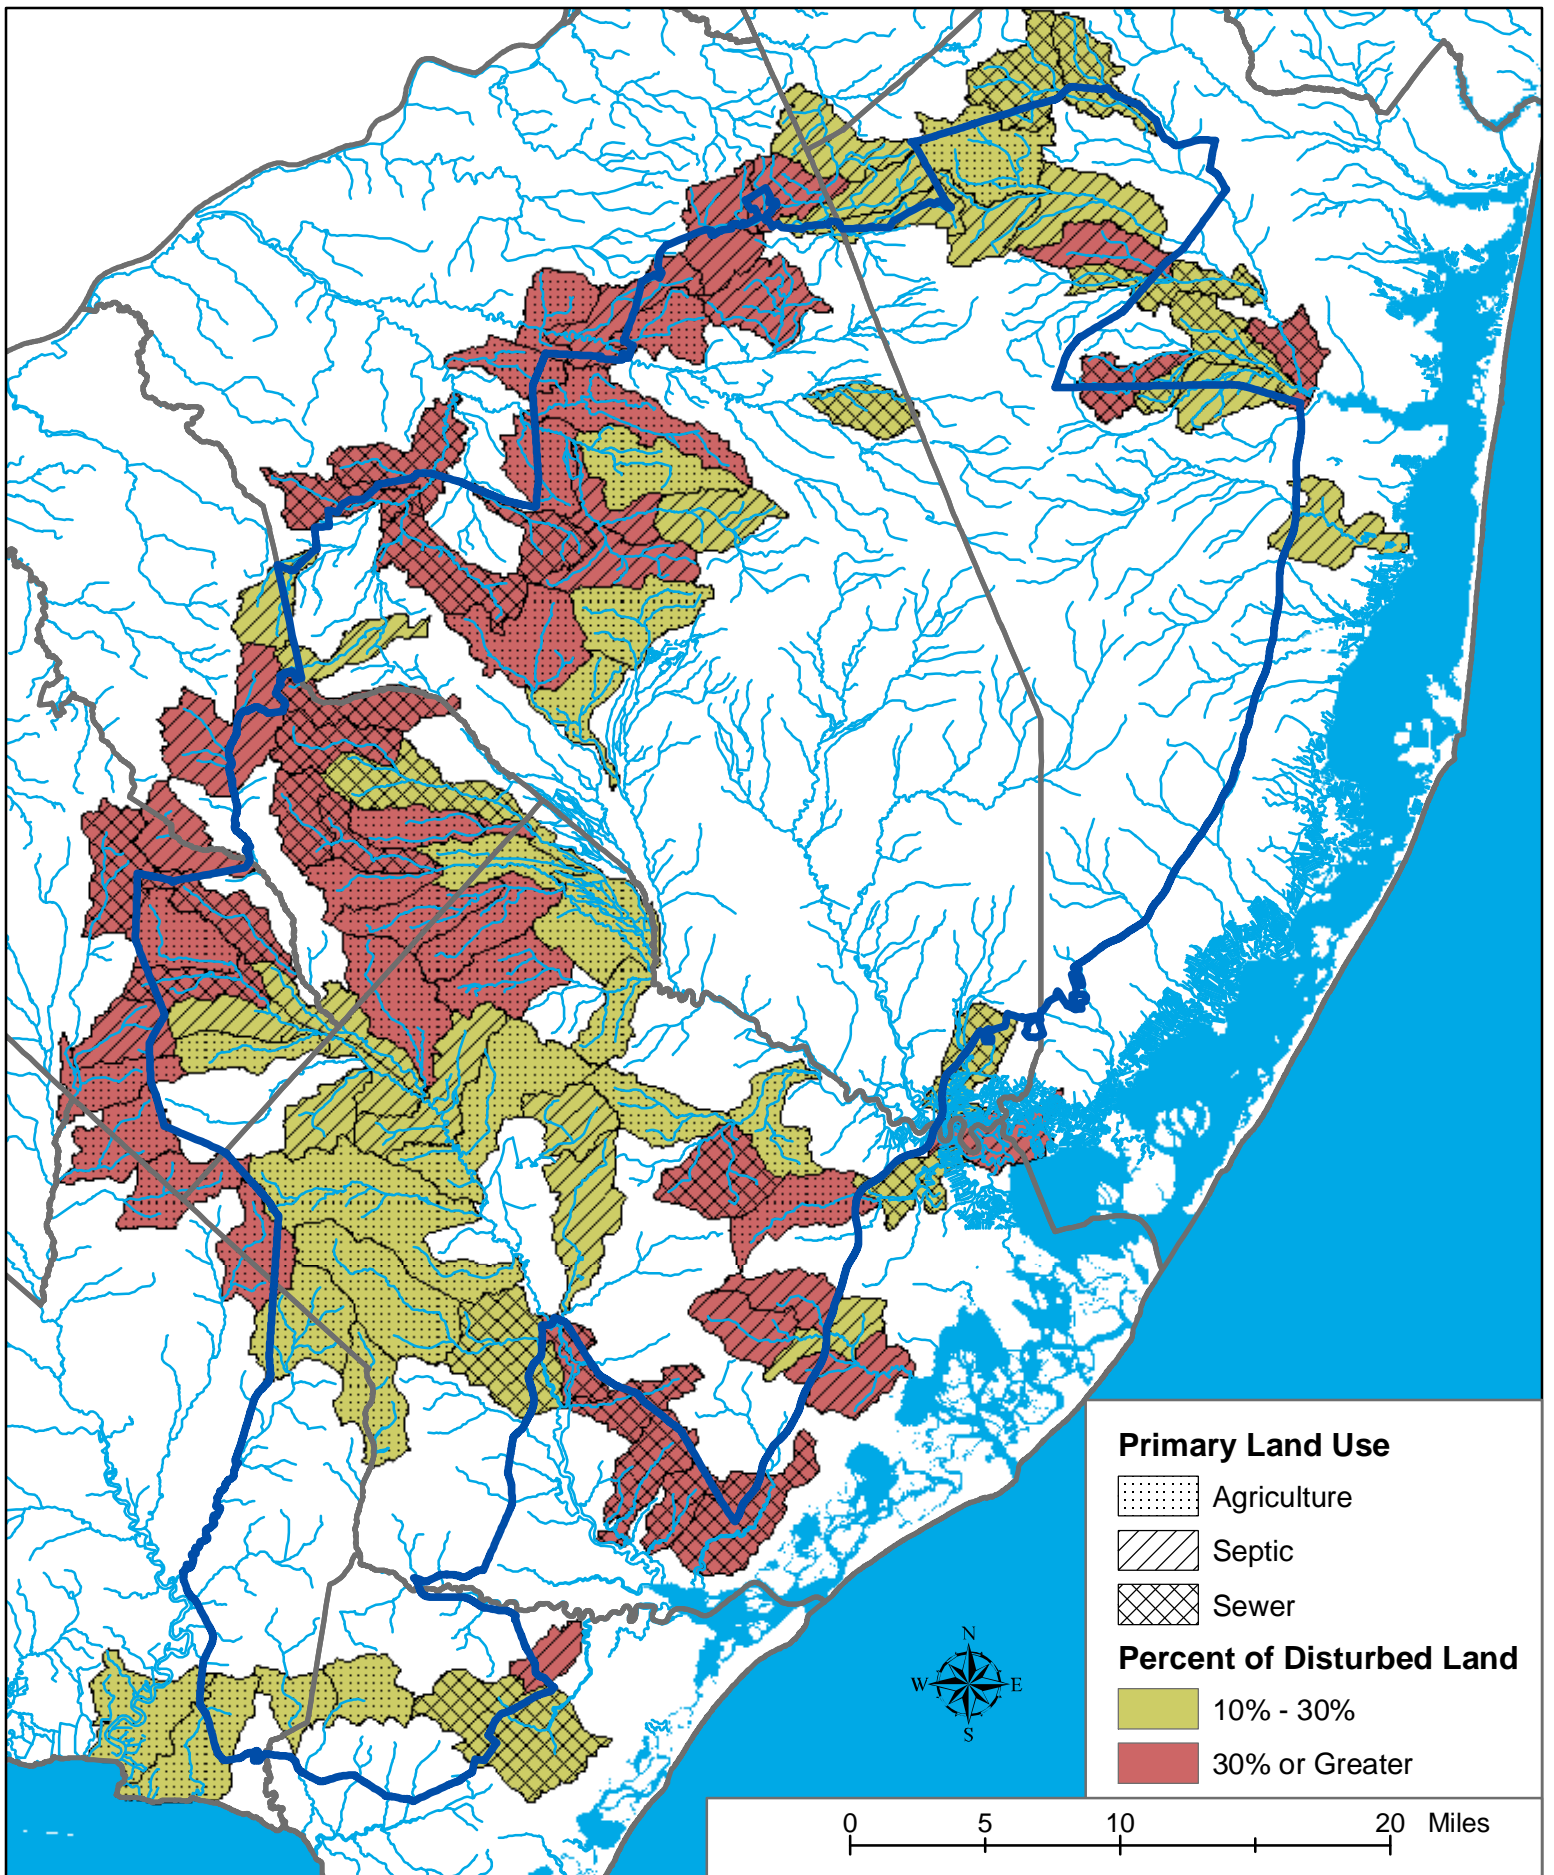 Primary Land Use
Agriculture
Septic
Sewer
Percent of Disturbed Land
10% - 30%
30% or Greater
N
W E
S
0 5 10 20 Miles